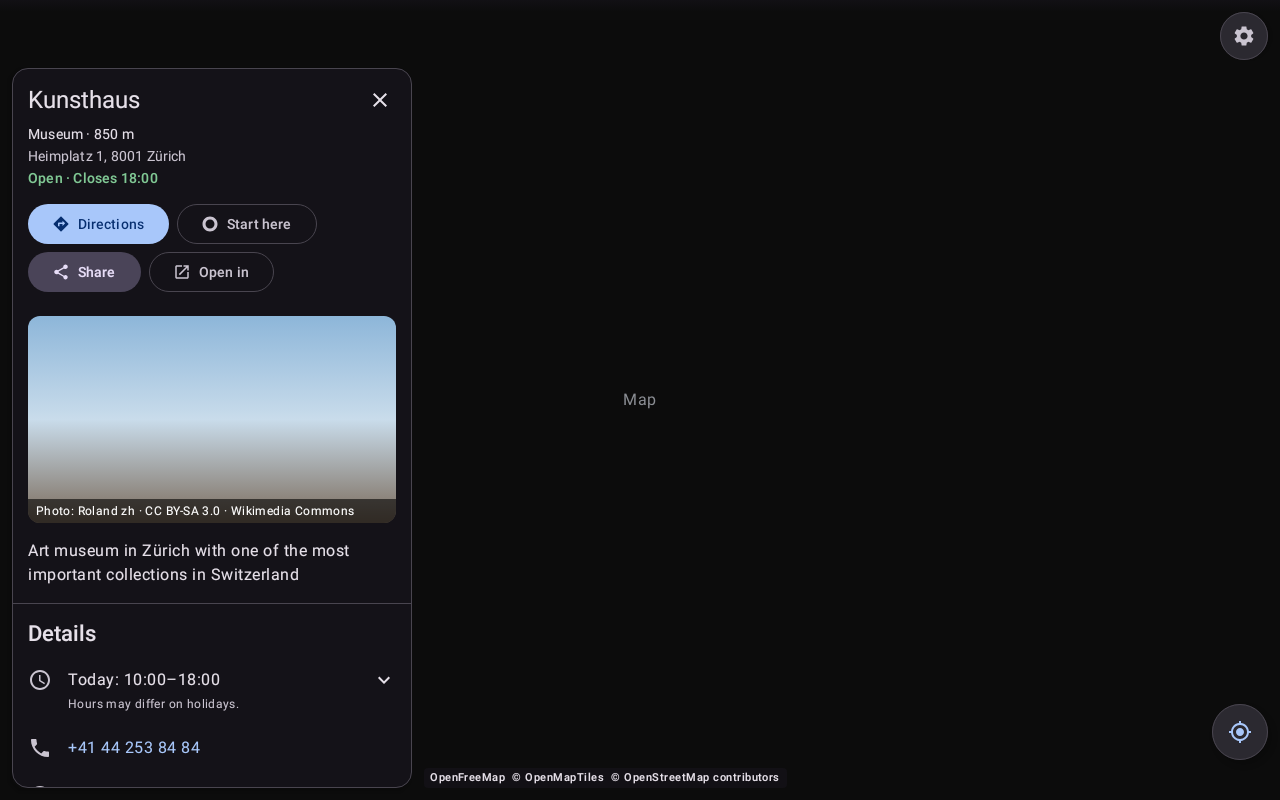 Kunsthaus
Museum · 850 m
Heimplatz 1, 8001 Zürich
Open · Closes 18:00
Directions
Start here
Share
Open in
Photo: Roland zh · CC BY-SA 3.0 · Wikimedia Commons
Art museum in Zürich with one of the most
important collections in Switzerland
Details
Today: 10:00–18:00
Hours may differ on holidays.
+41 44 253 84 84
Map
OpenFreeMap © OpenMapTiles © OpenStreetMap contributors